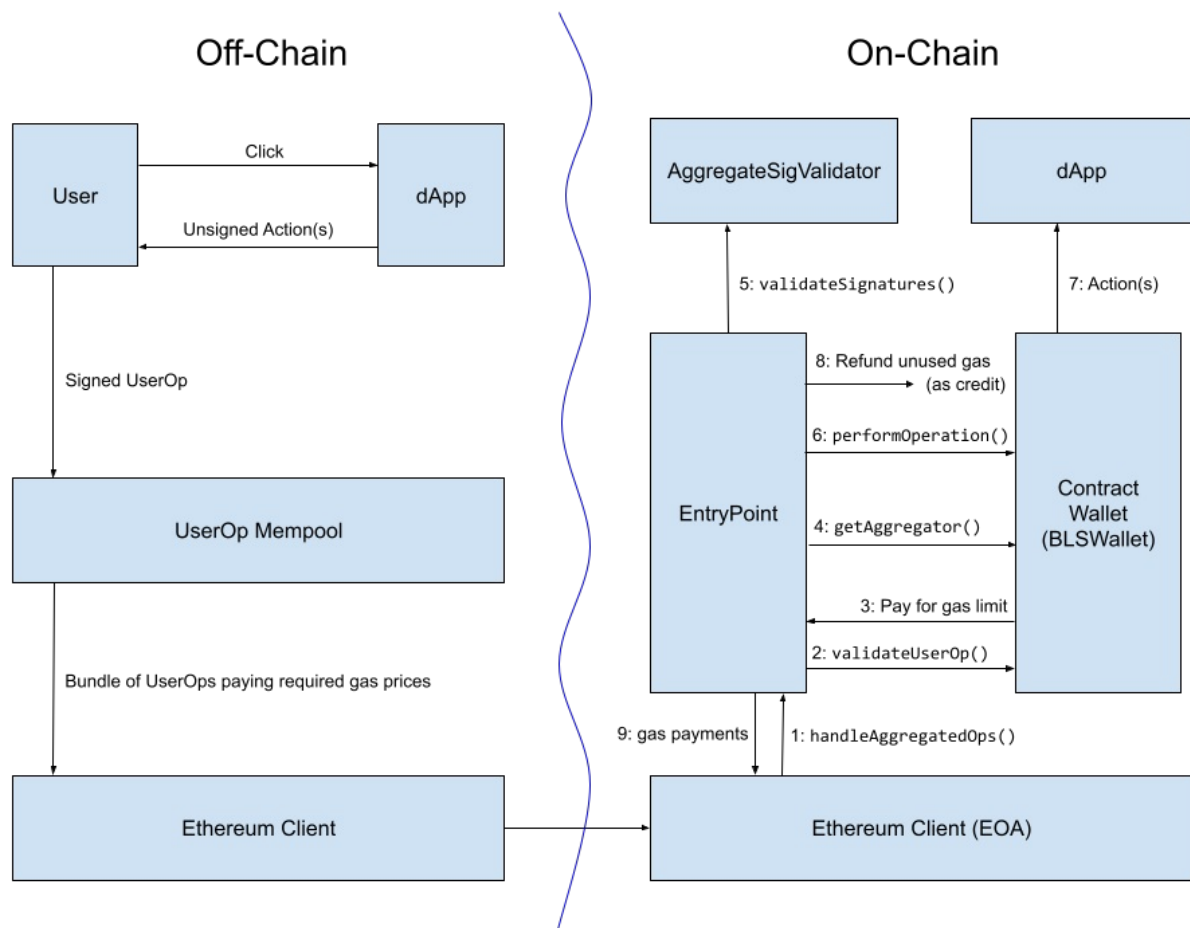 Off-Chain
On-Chain
User
Click
dApp
Unsigned Action(s)
Signed UserOp
UserOp Mempool
Bundle of UserOps paying required gas prices
Ethereum Client
AggregateSigValidator
dApp
5: validateSignatures()
7: Action(s)
8: Refund unused gas
(as credit)
6: performOperation()
EntryPoint
4: getAggregator()
Contract
Wallet
(BLSWallet)
3: Pay for gas limit
2: validateUserOp()
9: gas payments
1: handleAggregatedOps()
Ethereum Client (EOA)